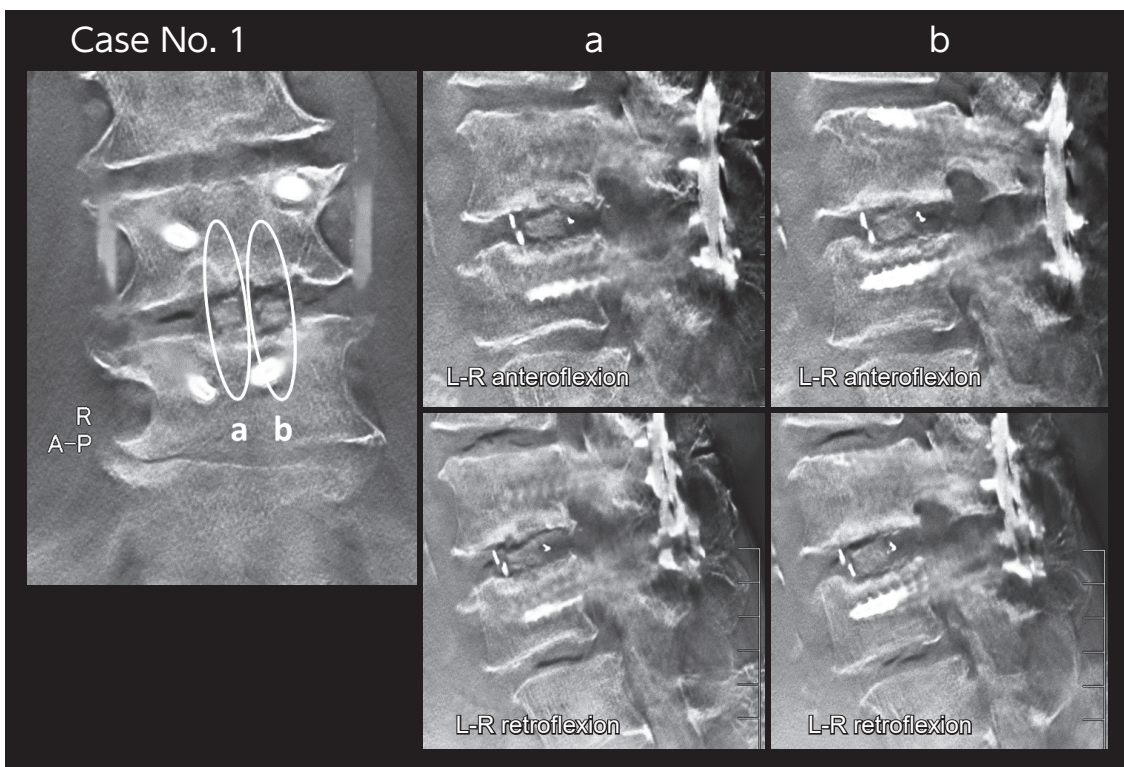 Case No. 1
a
b
R
A-P
a
b
L-R anteroflexion
L-R anteroflexion
L-R retroflexion
L-R retroflexion